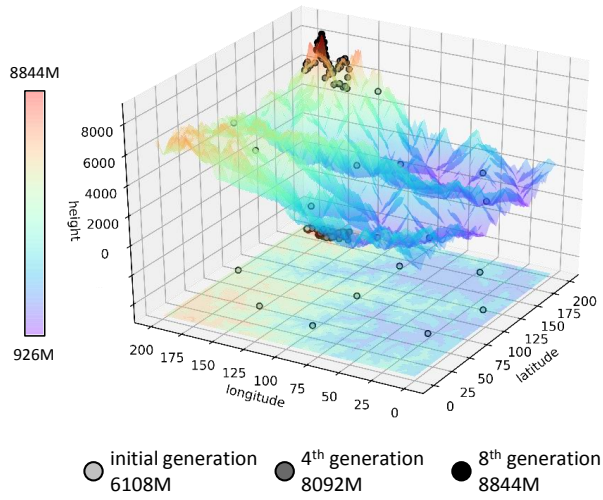 8844M
926M
8000
6000
4000
2000
0
height
200
175
150
125
100
75
50
25
0
longitude
0
25
50
75
100
125
150
175
200
latitude
initial generation
6108M
4th generation
8092M
8th generation
8844M